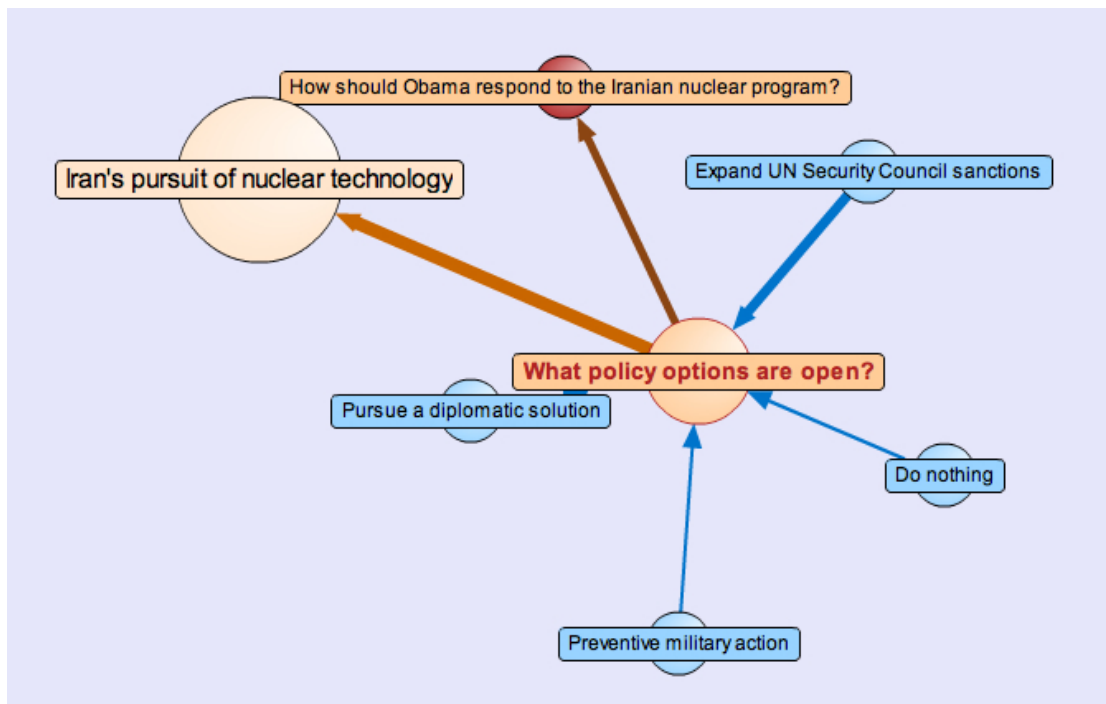 How should Obama respond to the Iranian nuclear program?
Iran's pursuit of nuclear technology
Expand UN Security Council sanctions
What policy options are open?
Pursue a diplomatic solution
Do nothing
Preventive military action